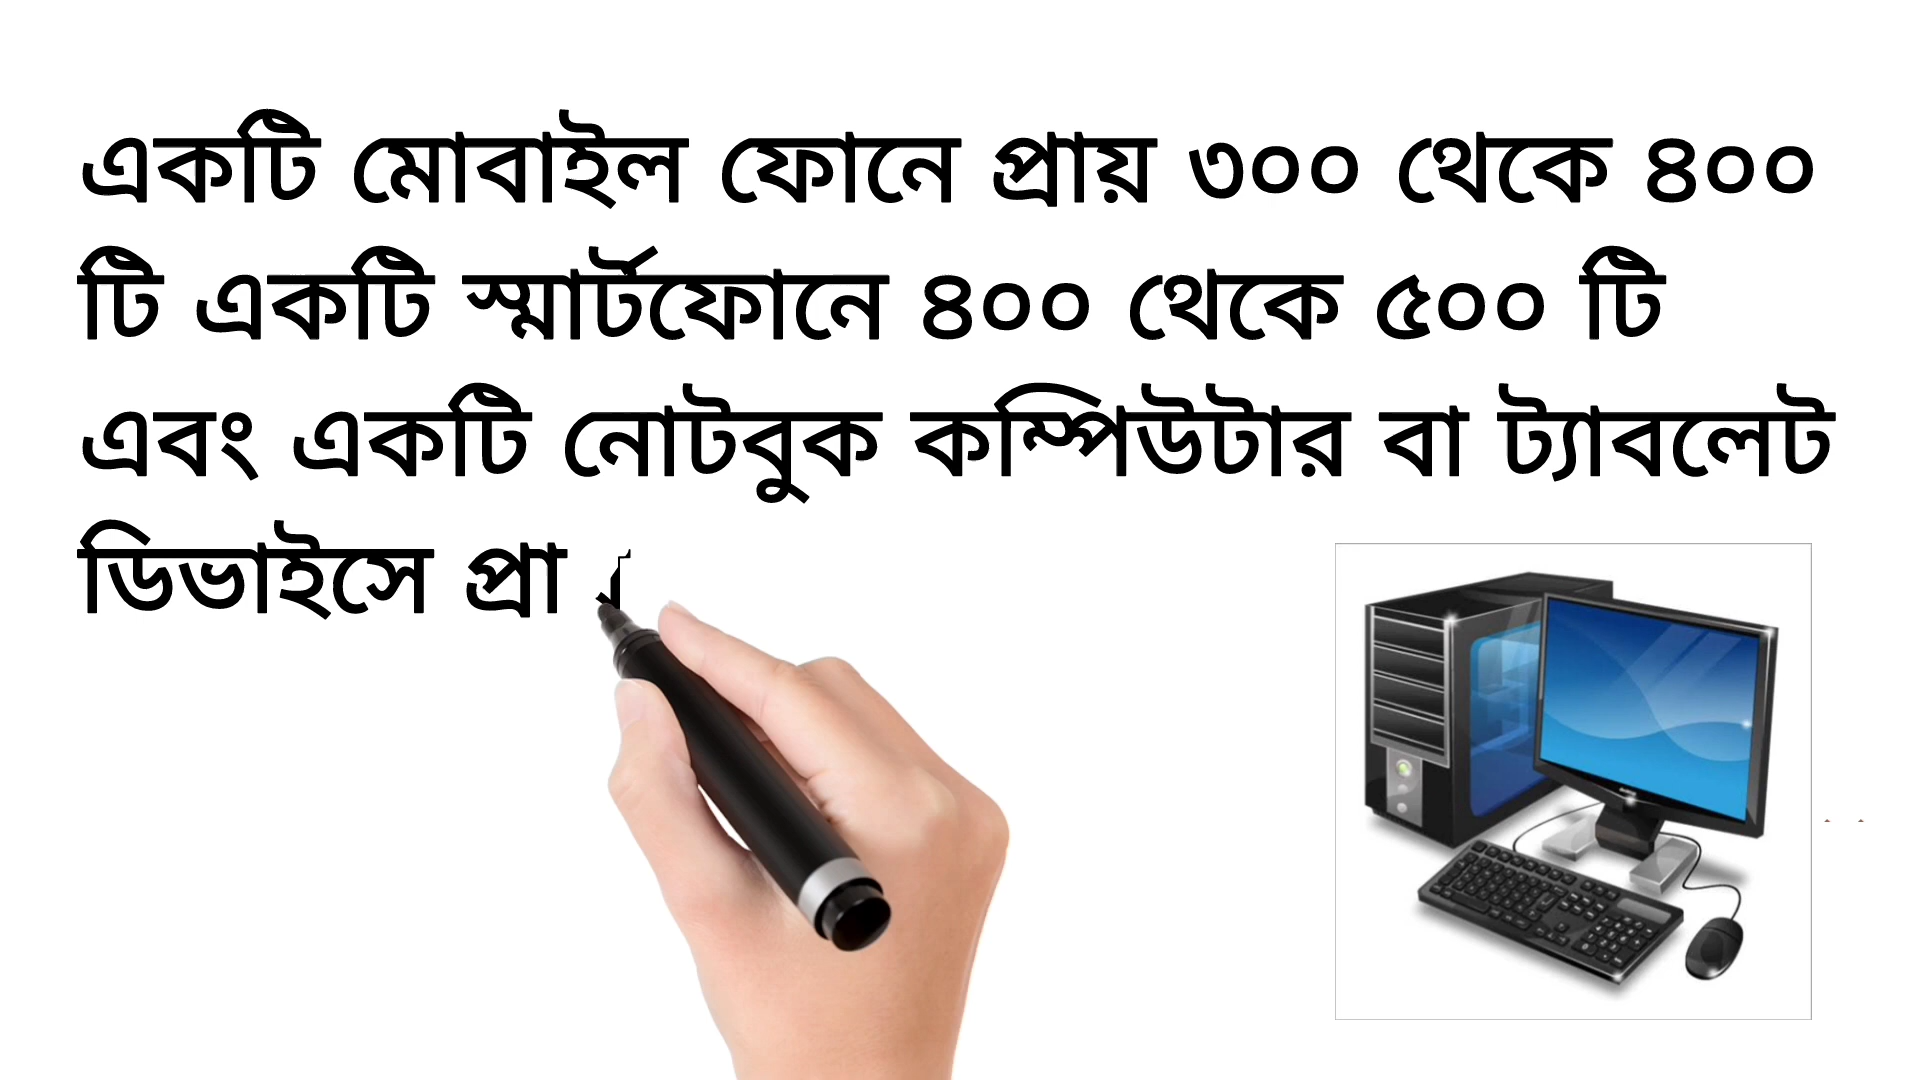 একটি মোবাইল ফোনে প্রায় ৩০০ থেকে ৪০০
টি একটি স্মার্টফোনে ৪০০ থেকে ৫০০ টি
এবং একটি নোটবুক কম্পিউটার বা ট্যাবলেট
ডিভাইসে প্রা